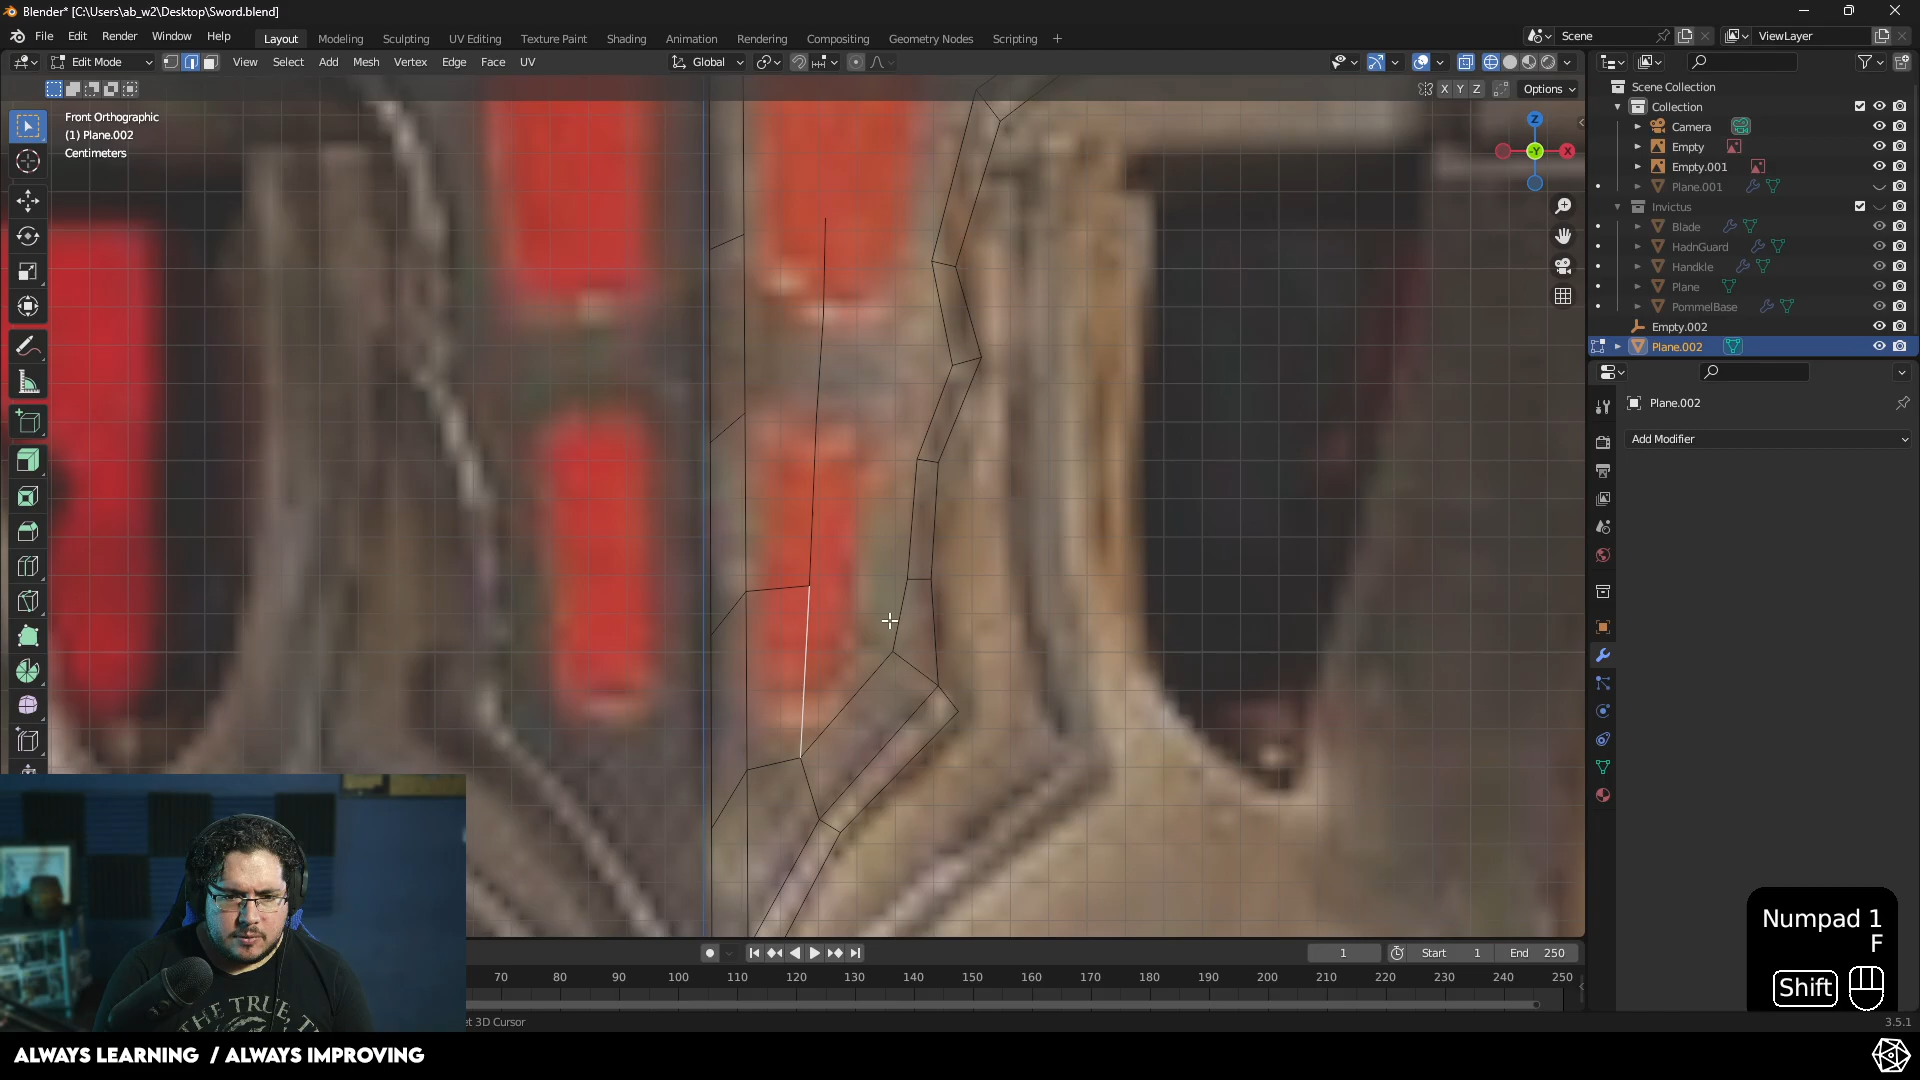 Blender* [C:\Users\ab_w2\Desktop\Sword.blend]
File Edit Render Window Help
Layout Modeling Sculpting UV Editing Texture Paint Shading Animation Rendering Compositing Geometry Nodes Scripting +
Scene
ViewLayer
Edit Mode
View Select Add Mesh Vertex Edge Face UV
Global
X Y Z
Options
Front Orthographic
(1) Plane.002
Centimeters
Z
-Y
X
Scene Collection
Collection
Camera
Empty
Empty.001
Plane.001
Invictus
Blade
HadnGuard
Handkle
Plane
PommelBase
Empty.002
Plane.002
Plane.002
Add Modifier
1
Start 1
End 250
70 80 90 100 110 120 130 140 150 160 170 180 190 200 210 220 230 240 250
et 3D Cursor
3.5.1
Numpad 1
F
Shift
THE TRUE, T
ALWAYS LEARNING / ALWAYS IMPROVING